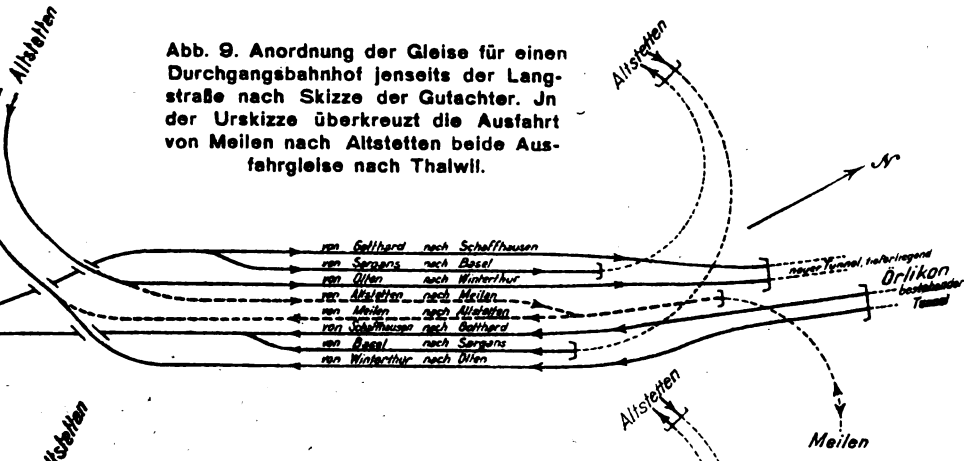 Altstetten
Abb. 9. Anordnung der Gleise für einen
Durchgangsbahnhof jenseits der Lang-
straße nach Skizze der Gutachter. Jn
der Urskizze überkreuzt die Ausfahrt
von Meilen nach Altstetten beide Aus-
fahrgleise nach Thalwil.
Altstetten
N
von Gotthard nach Schaffhausen
von Sargans nach Basel
von Olten nach Winterthur
von Altstetten nach Meilen
von Meilen nach Altstetten
von Schaffhausen nach Gotthard
von Basel nach Sargans
von Winterthur nach Olten
neuer Tunnel, tieferliegend
Örlikon
bestehender
Tunnel
Altstetten
Meilen
ltstetten